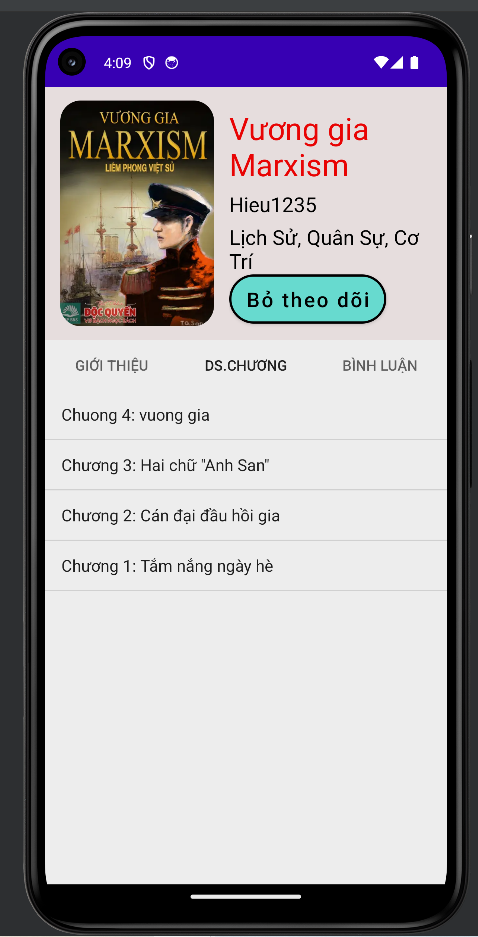 4:09
VƯƠNG GIA
MARXISM
LIÊM PHONG VIỆT SỬ
ĐỘC QUYỀN
Vương gia
Marxism
Hieu1235
Lịch Sử, Quân Sự, Cơ
Trí
Bỏ theo dõi
GIỚI THIỆU
DS.CHƯƠNG
BÌNH LUẬN
Chuong 4: vuong gia
Chương 3: Hai chữ "Anh San"
Chương 2: Cán đại đầu hồi gia
Chương 1: Tắm nắng ngày hè